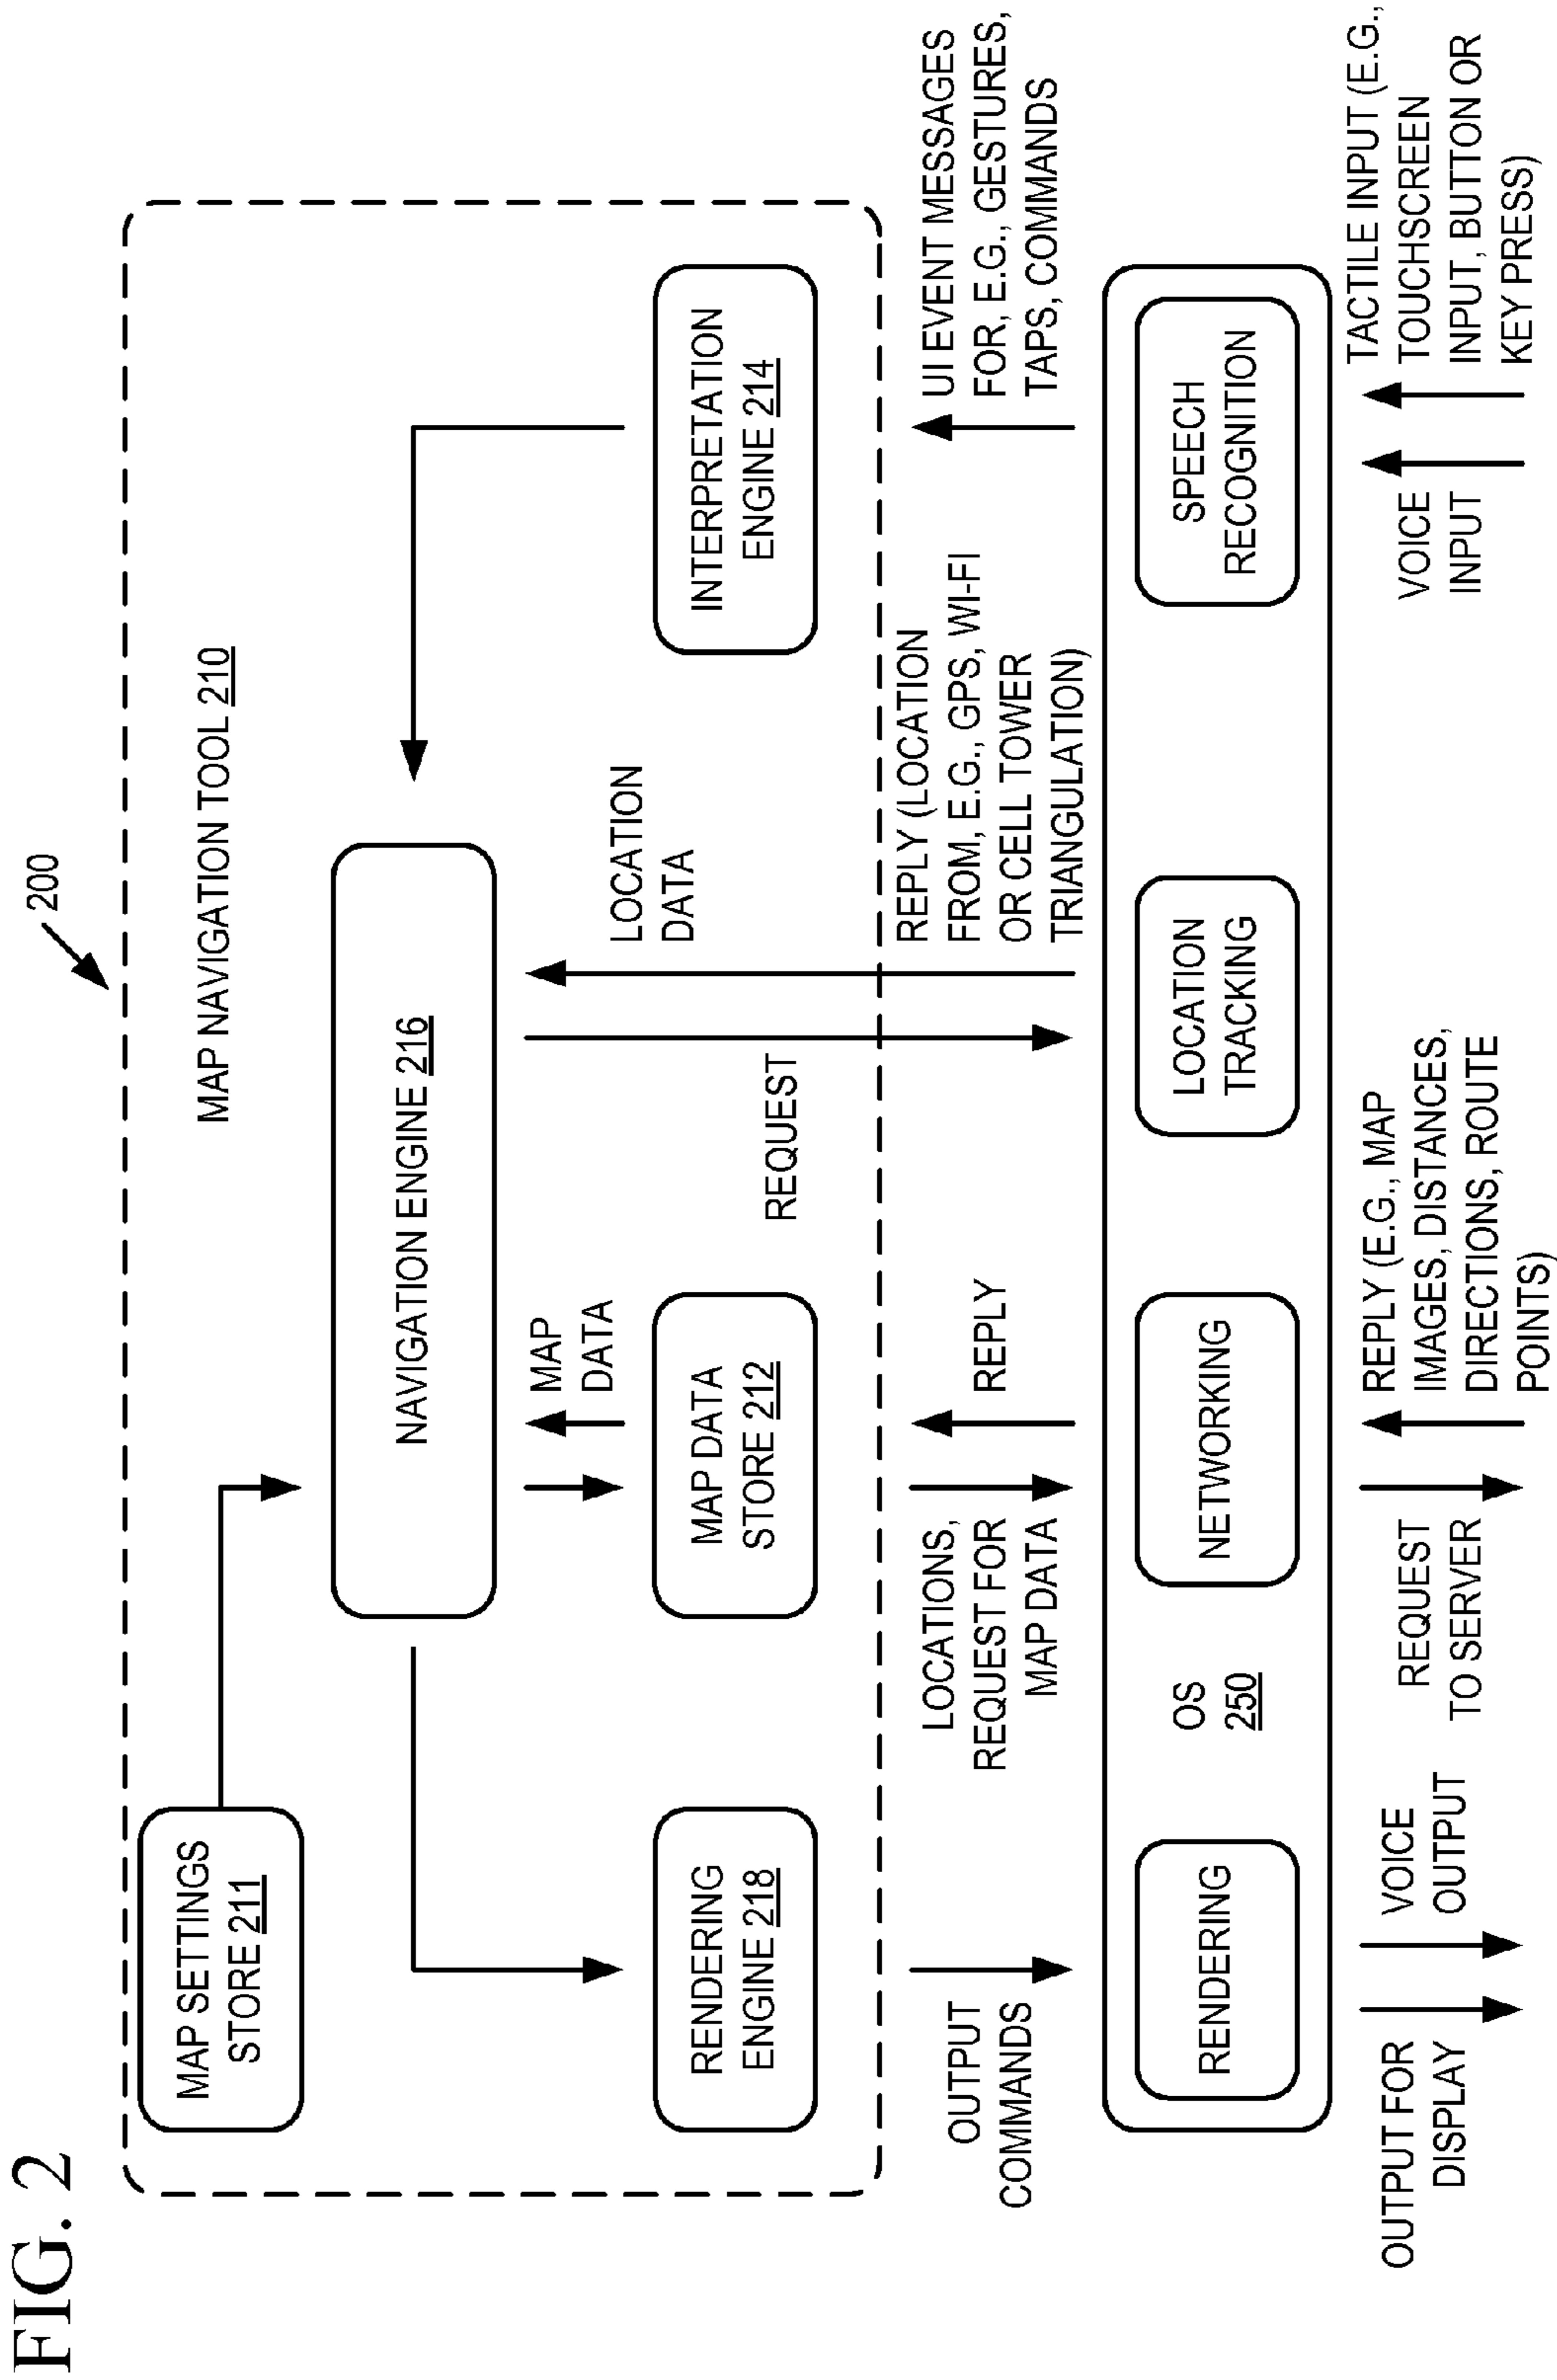 FIG. 2
200
MAP NAVIGATION TOOL 210
MAP SETTINGS
STORE 211
NAVIGATION ENGINE 216
MAP
DATA
LOCATION
DATA
RENDERING
ENGINE 218
MAP DATA
STORE 212
REQUEST
INTERPRETATION
ENGINE 214
OUTPUT
COMMANDS
LOCATIONS,
REQUEST FOR
MAP DATA
REPLY
REPLY (LOCATION
FROM, E.G., GPS, WI-FI
OR CELL TOWER
TRIANGULATION)
UI EVENT MESSAGES
FOR, E.G., GESTURES,
TAPS, COMMANDS
RENDERING
OS
250
NETWORKING
LOCATION
TRACKING
SPEECH
RECOGNITION
OUTPUT FOR
DISPLAY
VOICE
OUTPUT
REQUEST
TO SERVER
REPLY (E.G., MAP
IMAGES, DISTANCES,
DIRECTIONS, ROUTE
POINTS)
VOICE
INPUT
TACTILE INPUT (E.G.,
TOUCHSCREEN
INPUT, BUTTON OR
KEY PRESS)